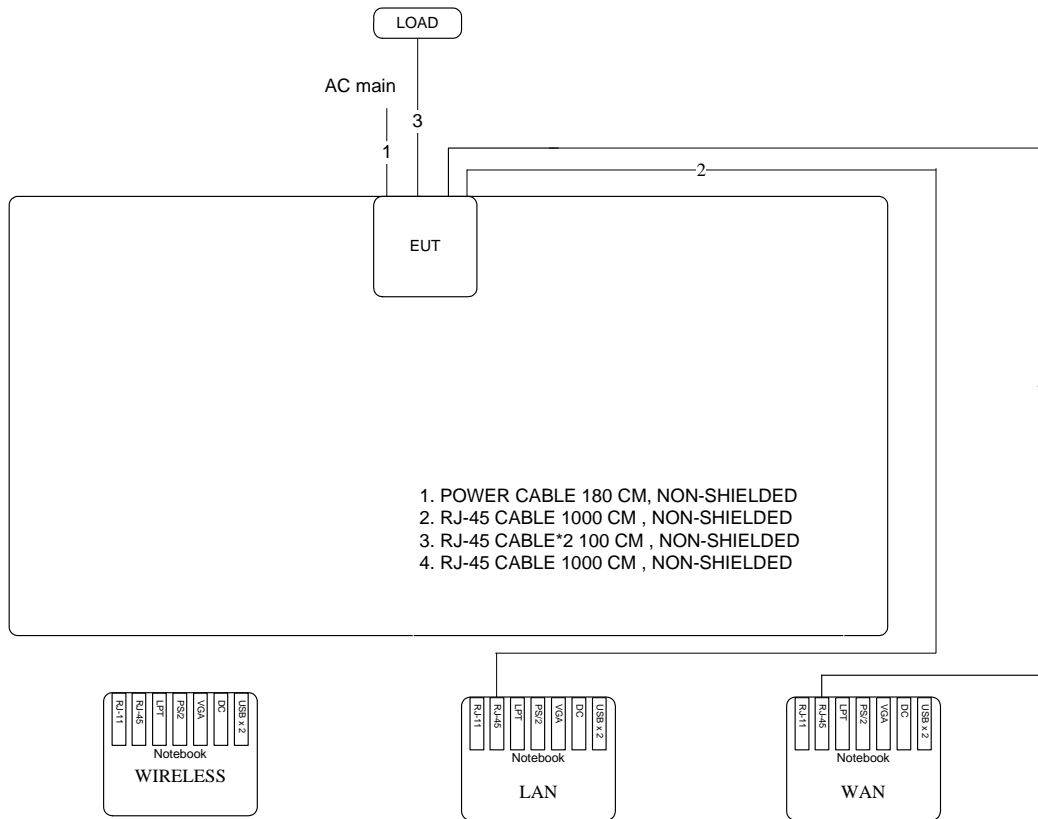 LOAD
AC main
3
1
2
EUT
1. POWER CABLE 180 CM, NON-SHIELDED
2. RJ-45 CABLE 1000 CM , NON-SHIELDED
3. RJ-45 CABLE*2 100 CM , NON-SHIELDED
4. RJ-45 CABLE 1000 CM , NON-SHIELDED
RJ-11
RJ-45
LPT
PS/2
VGA
DC
USB x 2
Notebook
WIRELESS
RJ-11
RJ-45
LPT
PS/2
VGA
DC
USB x 2
Notebook
LAN
RJ-11
RJ-45
LPT
PS/2
VGA
DC
USB x 2
Notebook
WAN